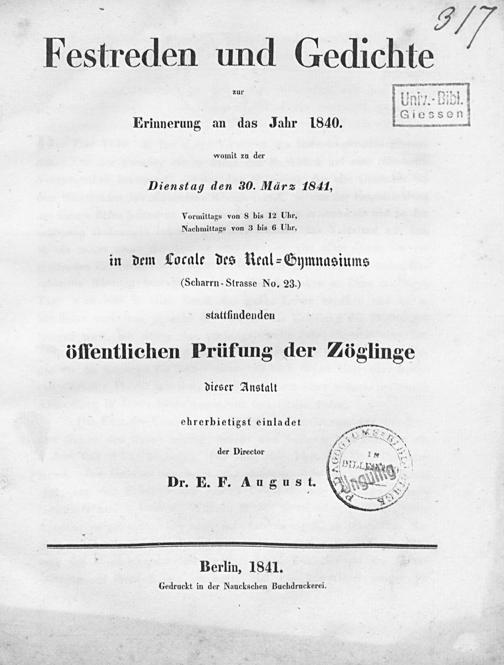 317
Festreden und Gedichte
zur
Erinnerung an das Jahr 1840.
Univ.-Bibl.
Giessen
womit zu der
Dienstag den 30. März 1841,
Vormittags von 8 bis 12 Uhr,
Nachmittags von 3 bis 6 Uhr,
in dem Locale des Real=Gymnasiums
(Scharrn-Strasse No. 23.)
stattfindenden
öffentlichen Prüfung der Zöglinge
dieser Anstalt
ehrerbietigst einladet
der Director
Dr. E. F. August.
IN
Ungültig
Berlin, 1841.
Gedruckt in der Nauckschen Buchdruckerei.